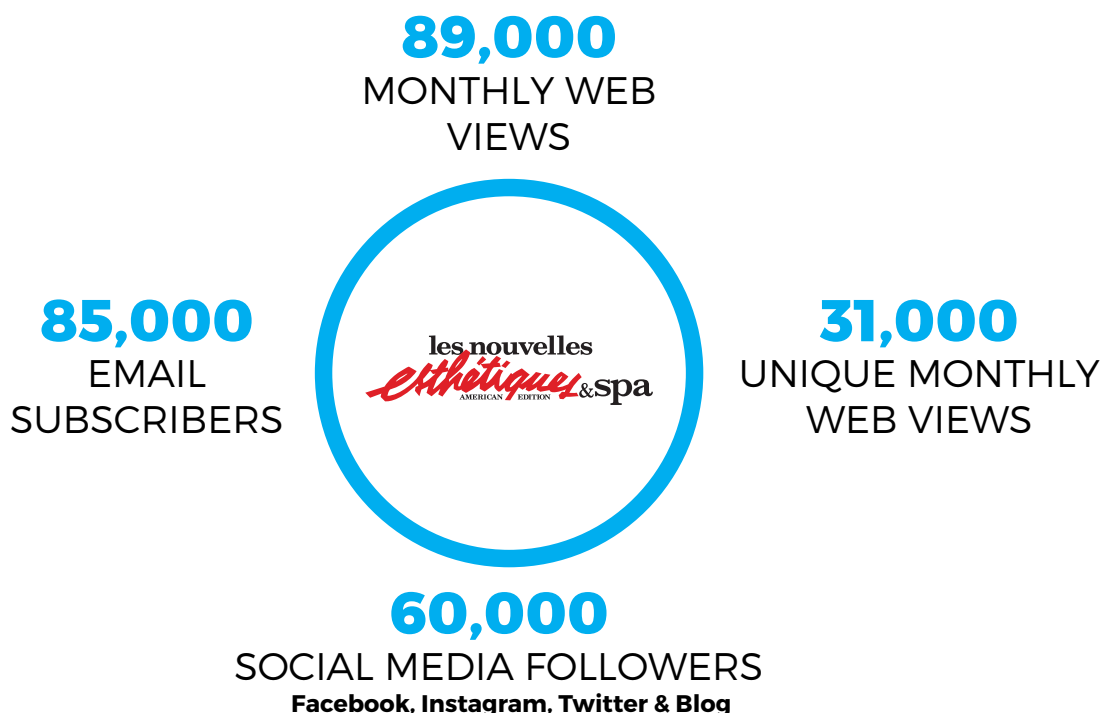 89,000
MONTHLY WEB
VIEWS
85,000
EMAIL
SUBSCRIBERS
les nouvelles
esthétiques &spa
AMERICAN EDITION
31,000
UNIQUE MONTHLY
WEB VIEWS
60,000
SOCIAL MEDIA FOLLOWERS
Facebook, Instagram, Twitter & Blog